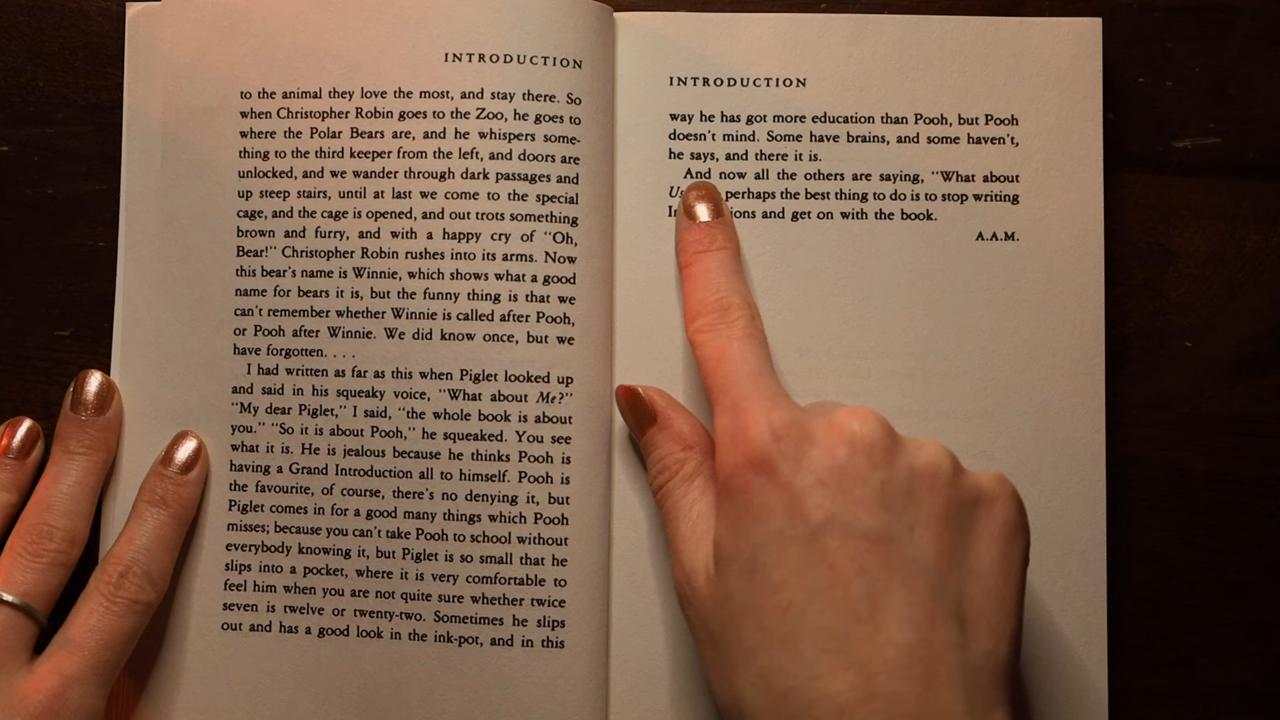 INTRODUCTION
to the animal they love the most, and stay there. So
when Christopher Robin goes to the Zoo, he goes to
where the Polar Bears are, and he whispers some-
thing to the third keeper from the left, and doors are
unlocked, and we wander through dark passages and
up steep stairs, until at last we come to the special
cage, and the cage is opened, and out trots something
brown and furry, and with a happy cry of "Oh,
Bear!" Christopher Robin rushes into its arms. Now
this bear's name is Winnie, which shows what a good
name for bears it is, but the funny thing is that we
can't remember whether Winnie is called after Pooh,
or Pooh after Winnie. We did know once, but we
have forgotten. . . .
I had written as far as this when Piglet looked up
and said in his squeaky voice, "What about Me?"
"My dear Piglet," I said, "the whole book is about
you." "So it is about Pooh," he squeaked. You see
what it is. He is jealous because he thinks Pooh is
having a Grand Introduction all to himself. Pooh is
the favourite, of course, there's no denying it, but
Piglet comes in for a good many things which Pooh
misses; because you can't take Pooh to school without
everybody knowing it, but Piglet is so small that he
slips into a pocket, where it is very comfortable to
feel him when you are not quite sure whether twice
seven is twelve or twenty-two. Sometimes he slips
out and has a good look in the ink-pot, and in this
INTRODUCTION
way he has got more education than Pooh, but Pooh
doesn't mind. Some have brains, and some haven't,
he says, and there it is.
And now all the others are saying, "What about
perhaps the best thing to do is to stop writing
and get on with the book.
A.A.M.